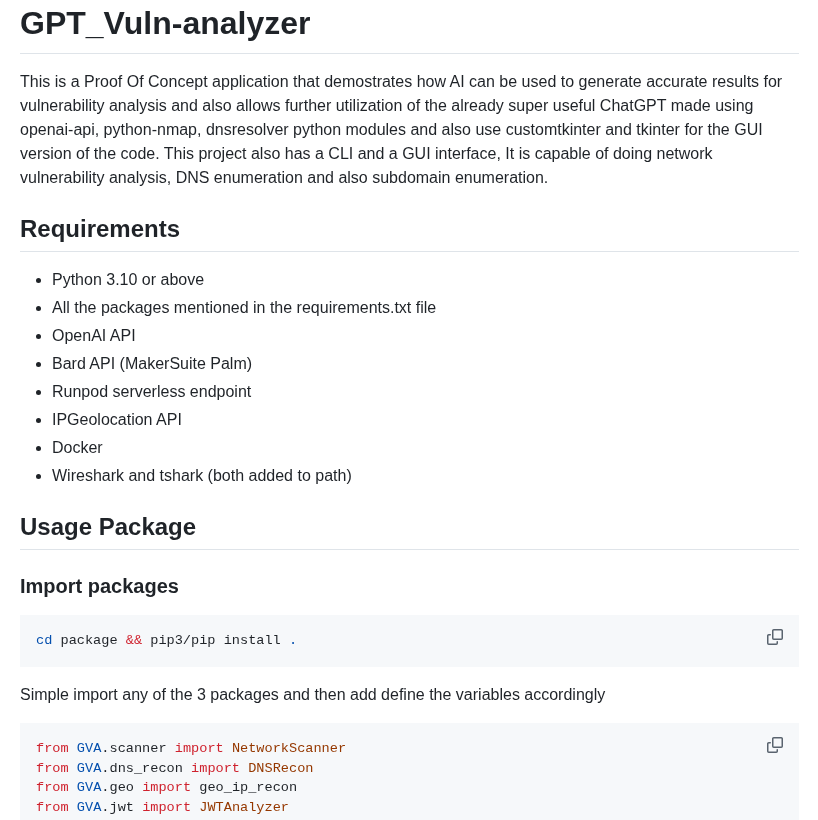 GPT_Vuln-analyzer
This is a Proof Of Concept application that demostrates how AI can be used to generate accurate results for
vulnerability analysis and also allows further utilization of the already super useful ChatGPT made using
openai-api, python-nmap, dnsresolver python modules and also use customtkinter and tkinter for the GUI
version of the code. This project also has a CLI and a GUI interface, It is capable of doing network
vulnerability analysis, DNS enumeration and also subdomain enumeration.
Requirements
• Python 3.10 or above
• All the packages mentioned in the requirements.txt file
• OpenAI API
• Bard API (MakerSuite Palm)
• Runpod serverless endpoint
• IPGeolocation API
• Docker
• Wireshark and tshark (both added to path)
Usage Package
Import packages
cd package && pip3/pip install .
Simple import any of the 3 packages and then add define the variables accordingly
from GVA.scanner import NetworkScanner
from GVA.dns_recon import DNSRecon
from GVA.geo import geo_ip_recon
from GVA.jwt import JWTAnalyzer